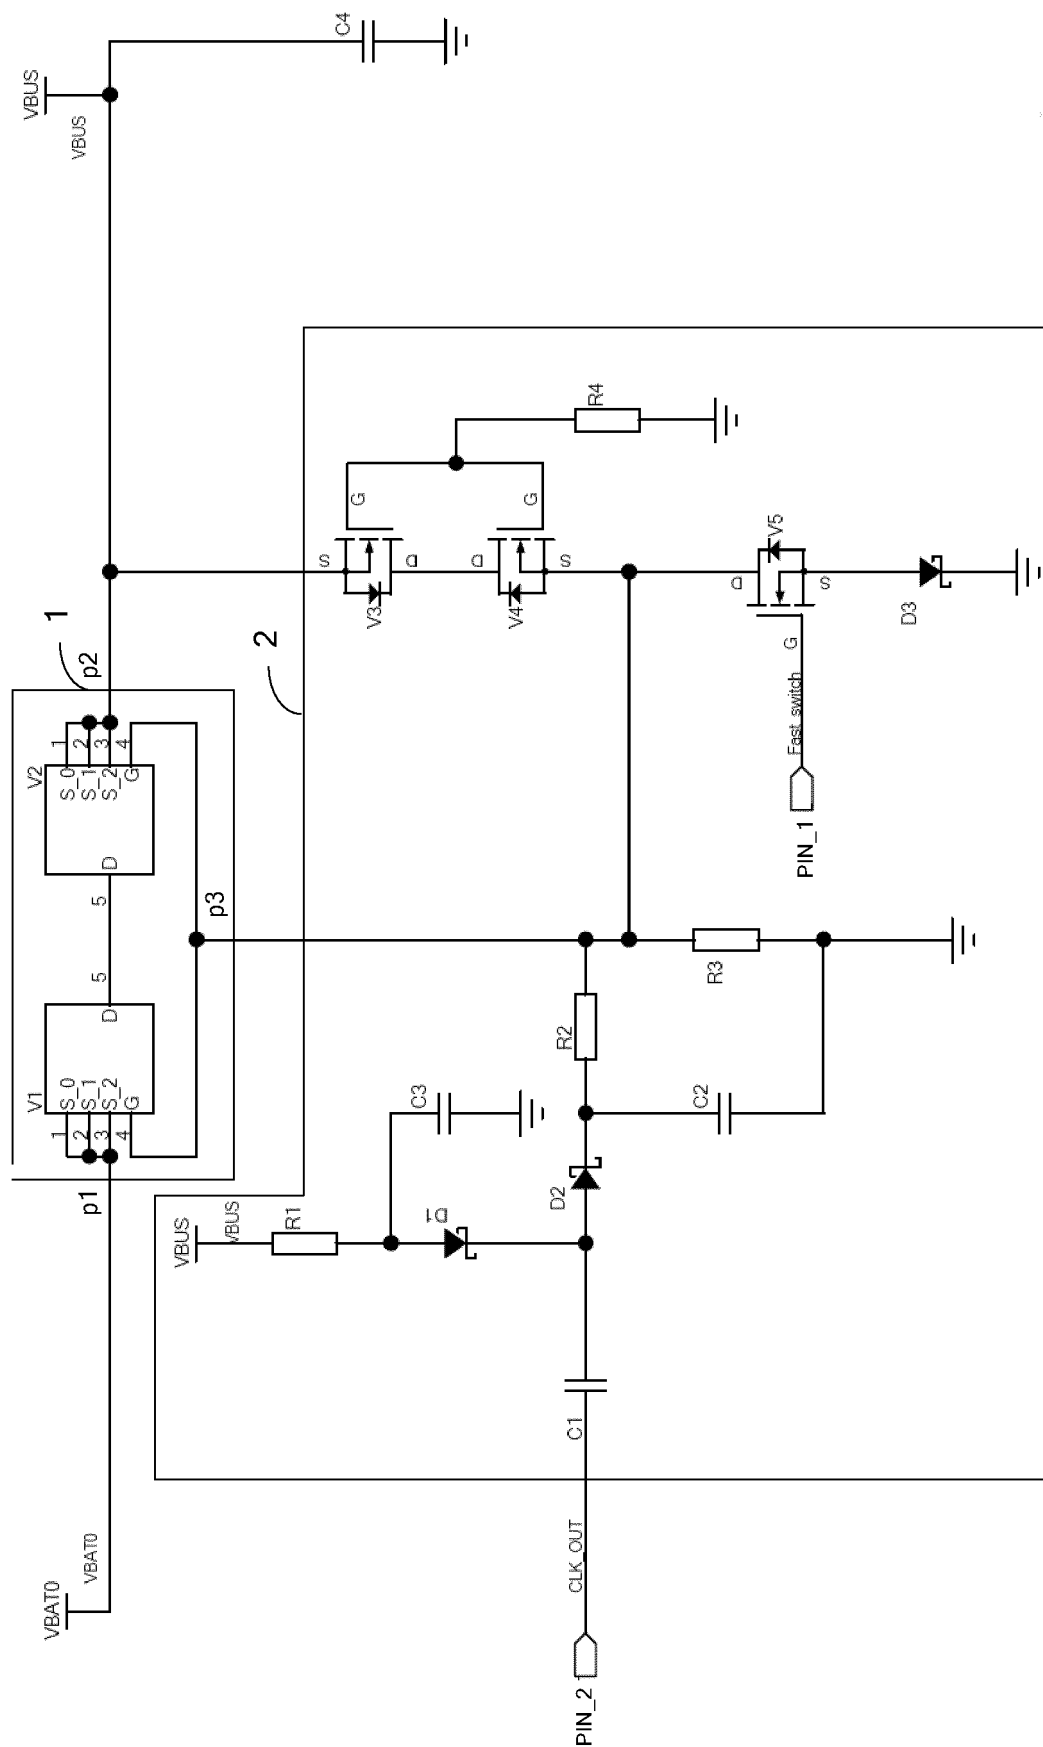 VBAT0
VBAT0
p1
V1
1
2
3
4
S_0
S_1
S_2
G
D
5
5
D
V2
S_0
S_1
S_2
G
1
2
3
4
p2
1
VBUS
VBUS
p3
C4
VBUS
VBUS
R1
2
D1
C3
S
G
V3
D
D
G
V4
S
R4
PIN_2
CLK_OUT
C1
D2
R2
C2
R3
PIN_1
Fast switch
G
D
V5
S
D3